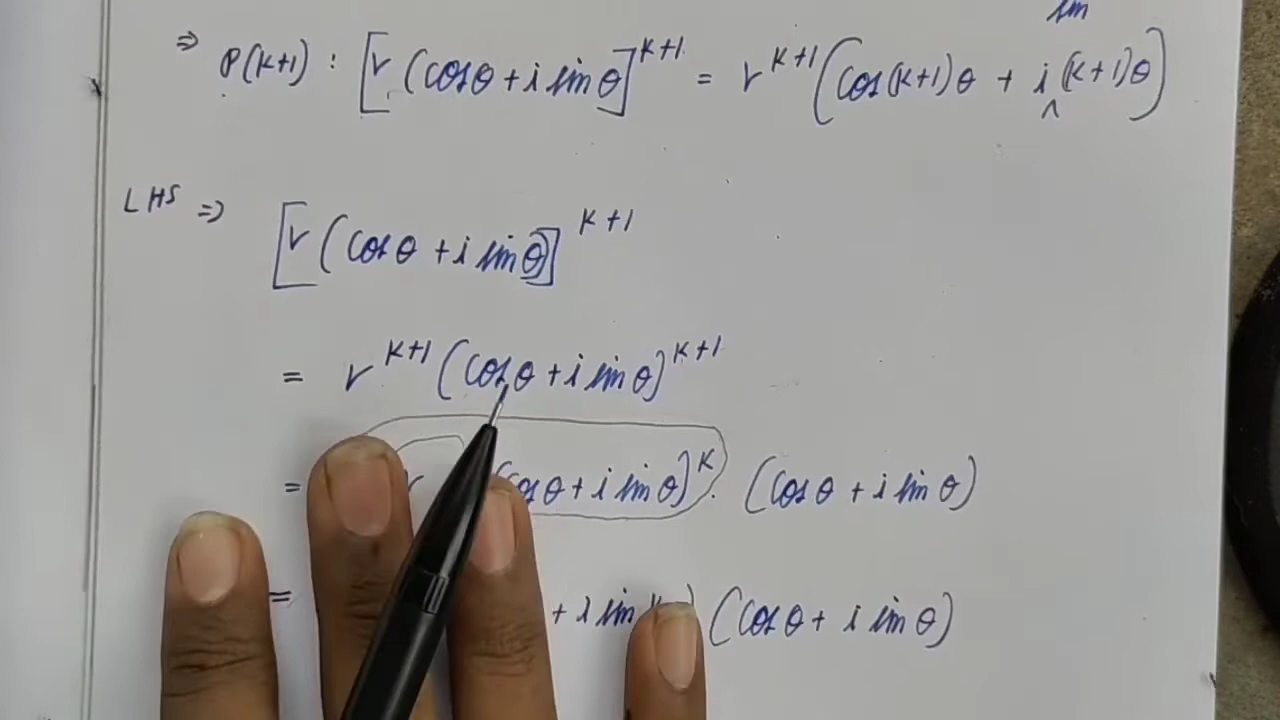 sin
⇒ P(K+1) : [r (cosθ + i sinθ]^{K+1} = r^{K+1} (cos(K+1)θ + i (K+1)θ)
LHS ⇒ [r (cosθ + i sinθ)]^{K+1}
= r^{K+1} (cosθ + i sinθ)^{K+1}
= (cosθ + i sinθ)^K . (cosθ + i sinθ)
= + i sin ) (cosθ + i sinθ)